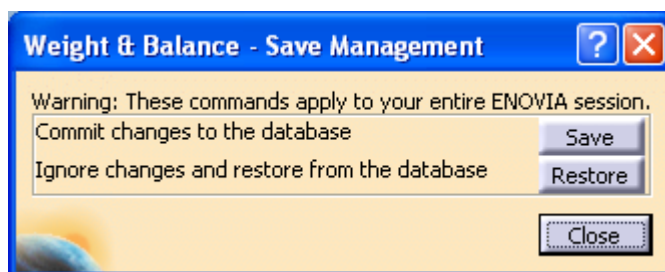 Weight & Balance - Save Management
Warning: These commands apply to your entire ENOVIA session.
Commit changes to the database Save
Ignore changes and restore from the database Restore
Close